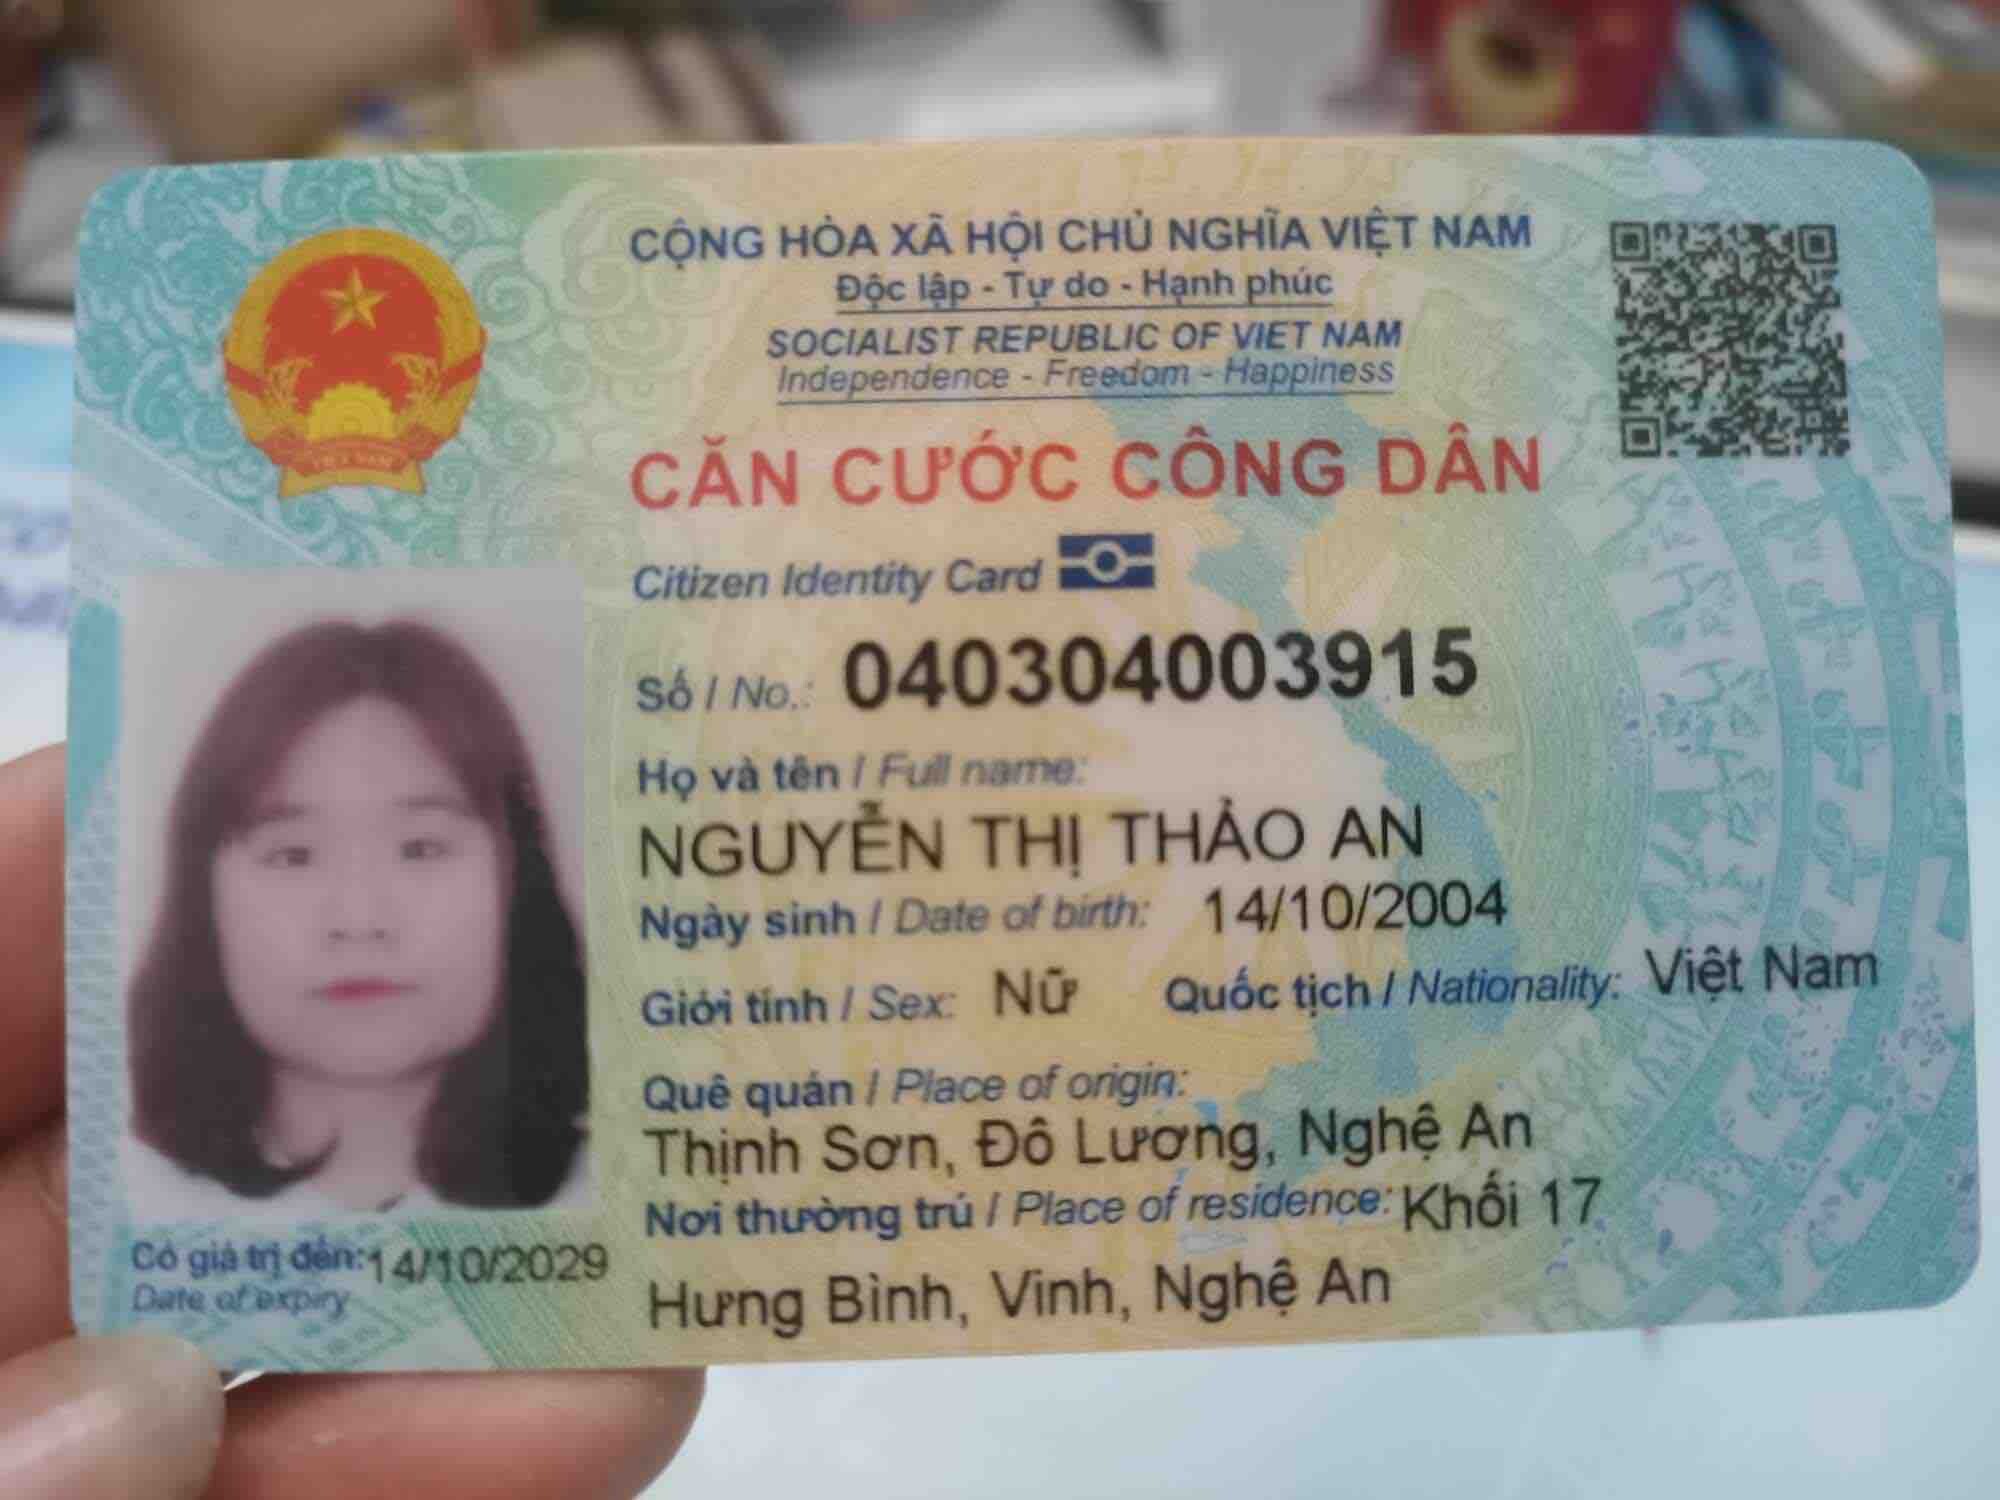 CỘNG HÒA XÃ HỘI CHỦ NGHĨA VIỆT NAM
Độc lập - Tự do - Hạnh phúc
SOCIALIST REPUBLIC OF VIET NAM
Independence - Freedom - Happiness
CĂN CƯỚC CÔNG DÂN
Citizen Identity Card
Số / No.: 040304003915
Họ và tên / Full name:
NGUYỄN THỊ THẢO AN
Ngày sinh / Date of birth: 14/10/2004
Giới tính / Sex: Nữ Quốc tịch / Nationality: Việt Nam
Quê quán / Place of origin:
Thịnh Sơn, Đô Lương, Nghệ An
Nơi thường trú / Place of residence: Khối 17
Hưng Bình, Vinh, Nghệ An
Có giá trị đến: 14/10/2029
Date of expiry